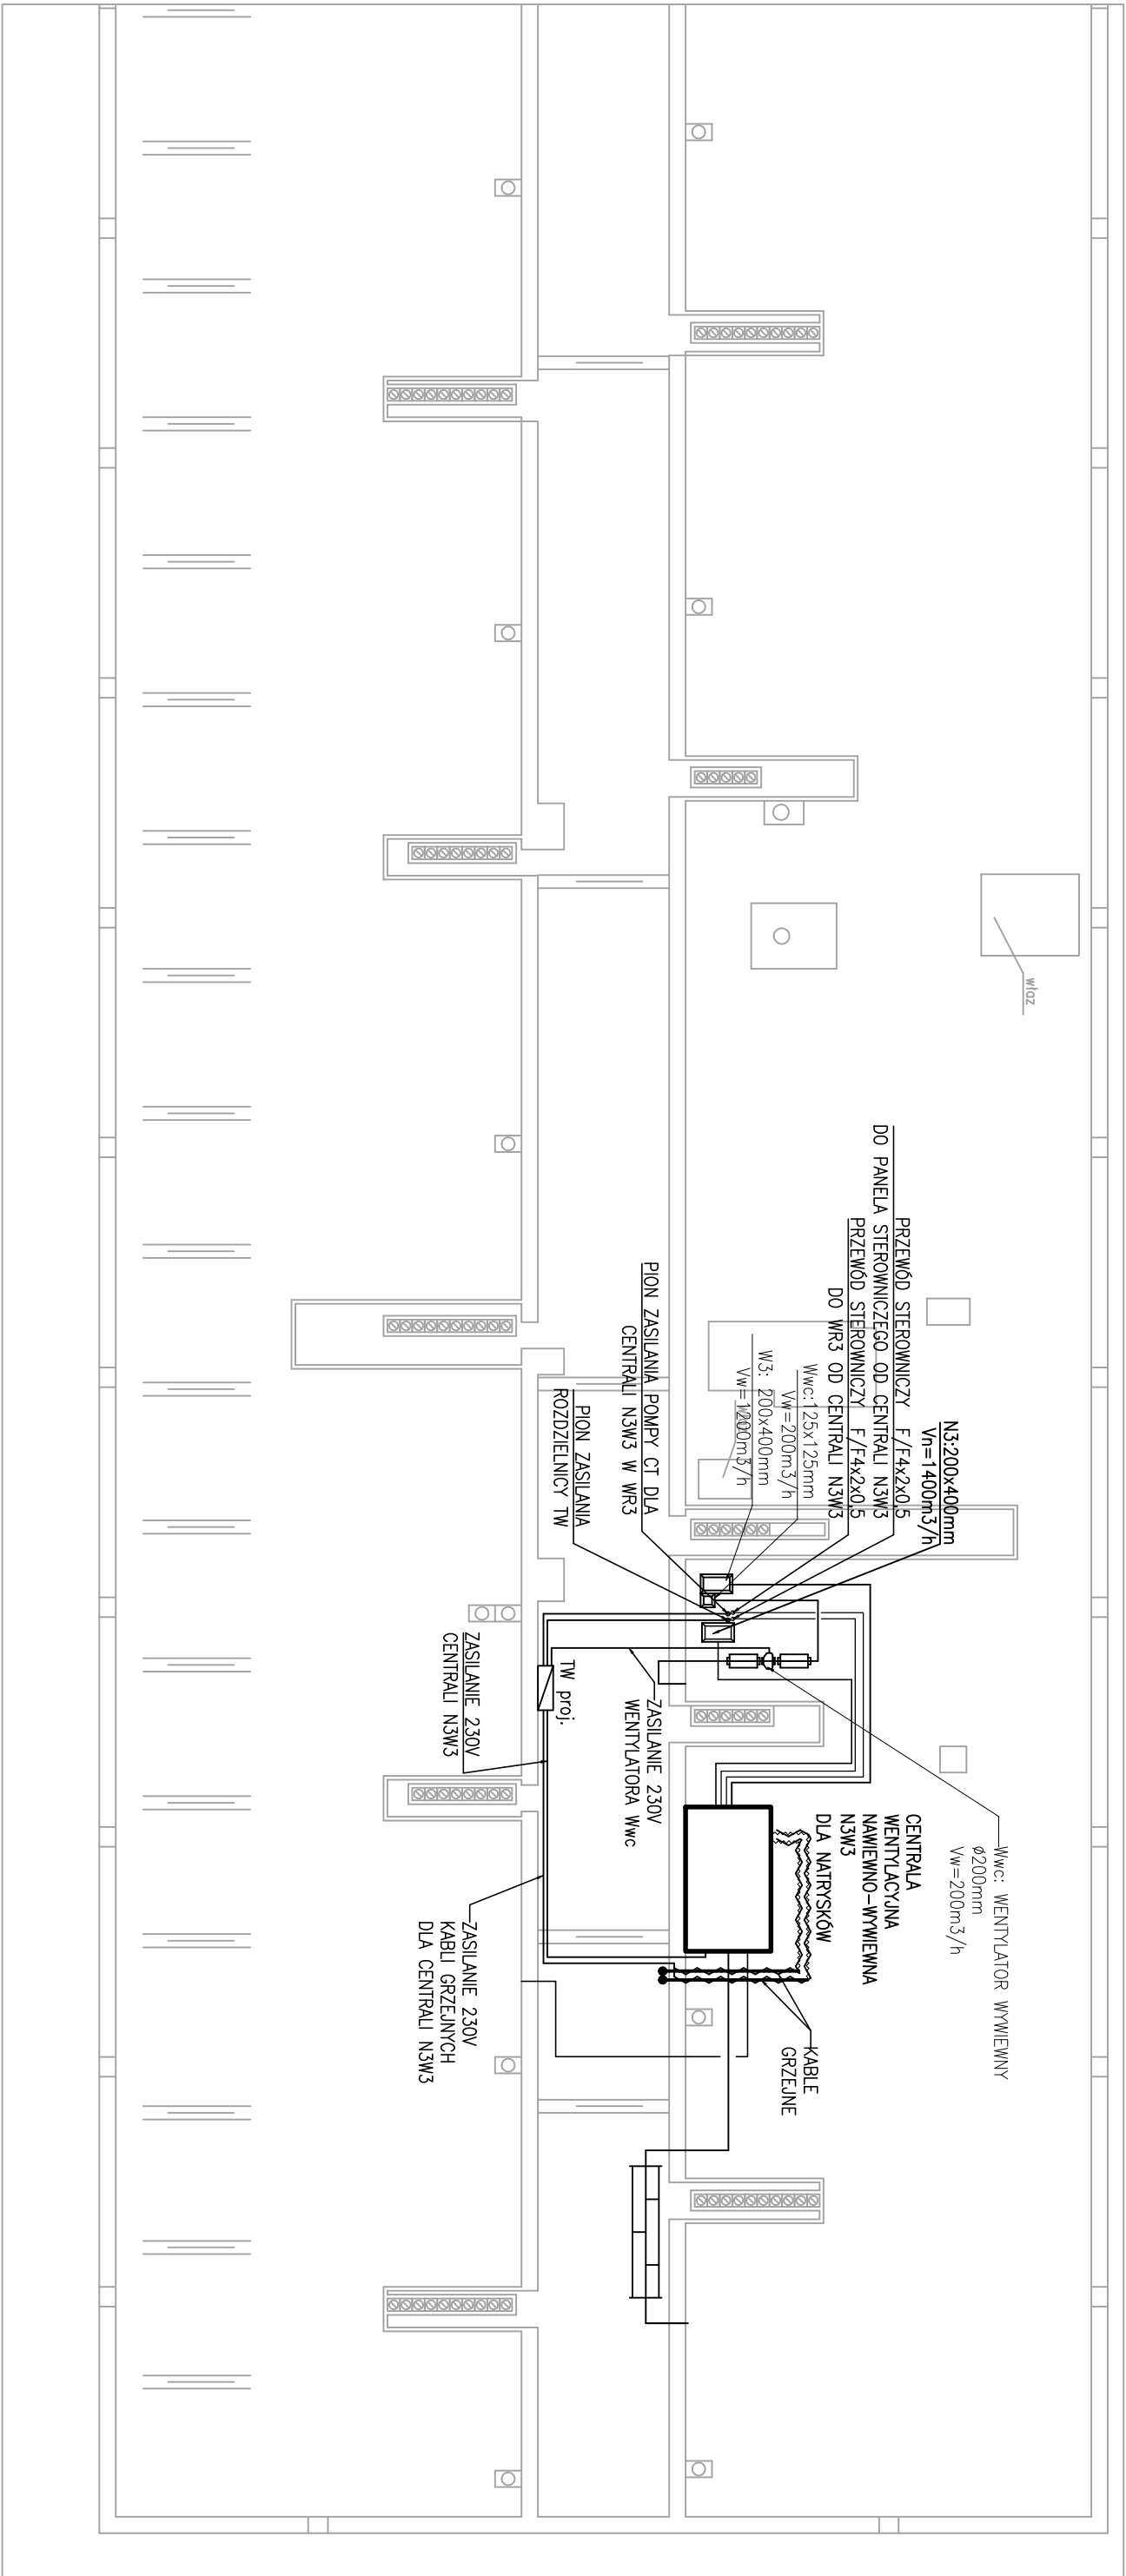 właz
PRZEWÓD STEROWNICZY F/F4x2x0,5
DO PANELA STEROWNICZEGO OD CENTRALI N3W3
PRZEWÓD STEROWNICZY F/F4x2x0,5
DO WR3 OD CENTRALI N3W3
N3:200x400mm
Vn=1400m3/h
Wwc:125x125mm
Vw=200m3/h
W3: 200x400mm
Vw=1200m3/h
PION ZASILANIA POMPY CT DLA
CENTRALI N3W3 W WR3
PION ZASILANIA
ROZDZIELNICY TW
Wwc: WENTYLATOR WYWIEWNY
ø200mm
Vw=200m3/h
CENTRALA
WENTYLACYJNA
NAWIEWNO-WYWIEWNA
N3W3
DLA NATRYSKÓW
ZASILANIE 230V
WENTYLATORA Wwc
TW proj.
ZASILANIE 230V
CENTRALI N3W3
KABLE
GRZEJNE
ZASILANIE 230V
KABLI GRZEJNYCH
DLA CENTRALI N3W3